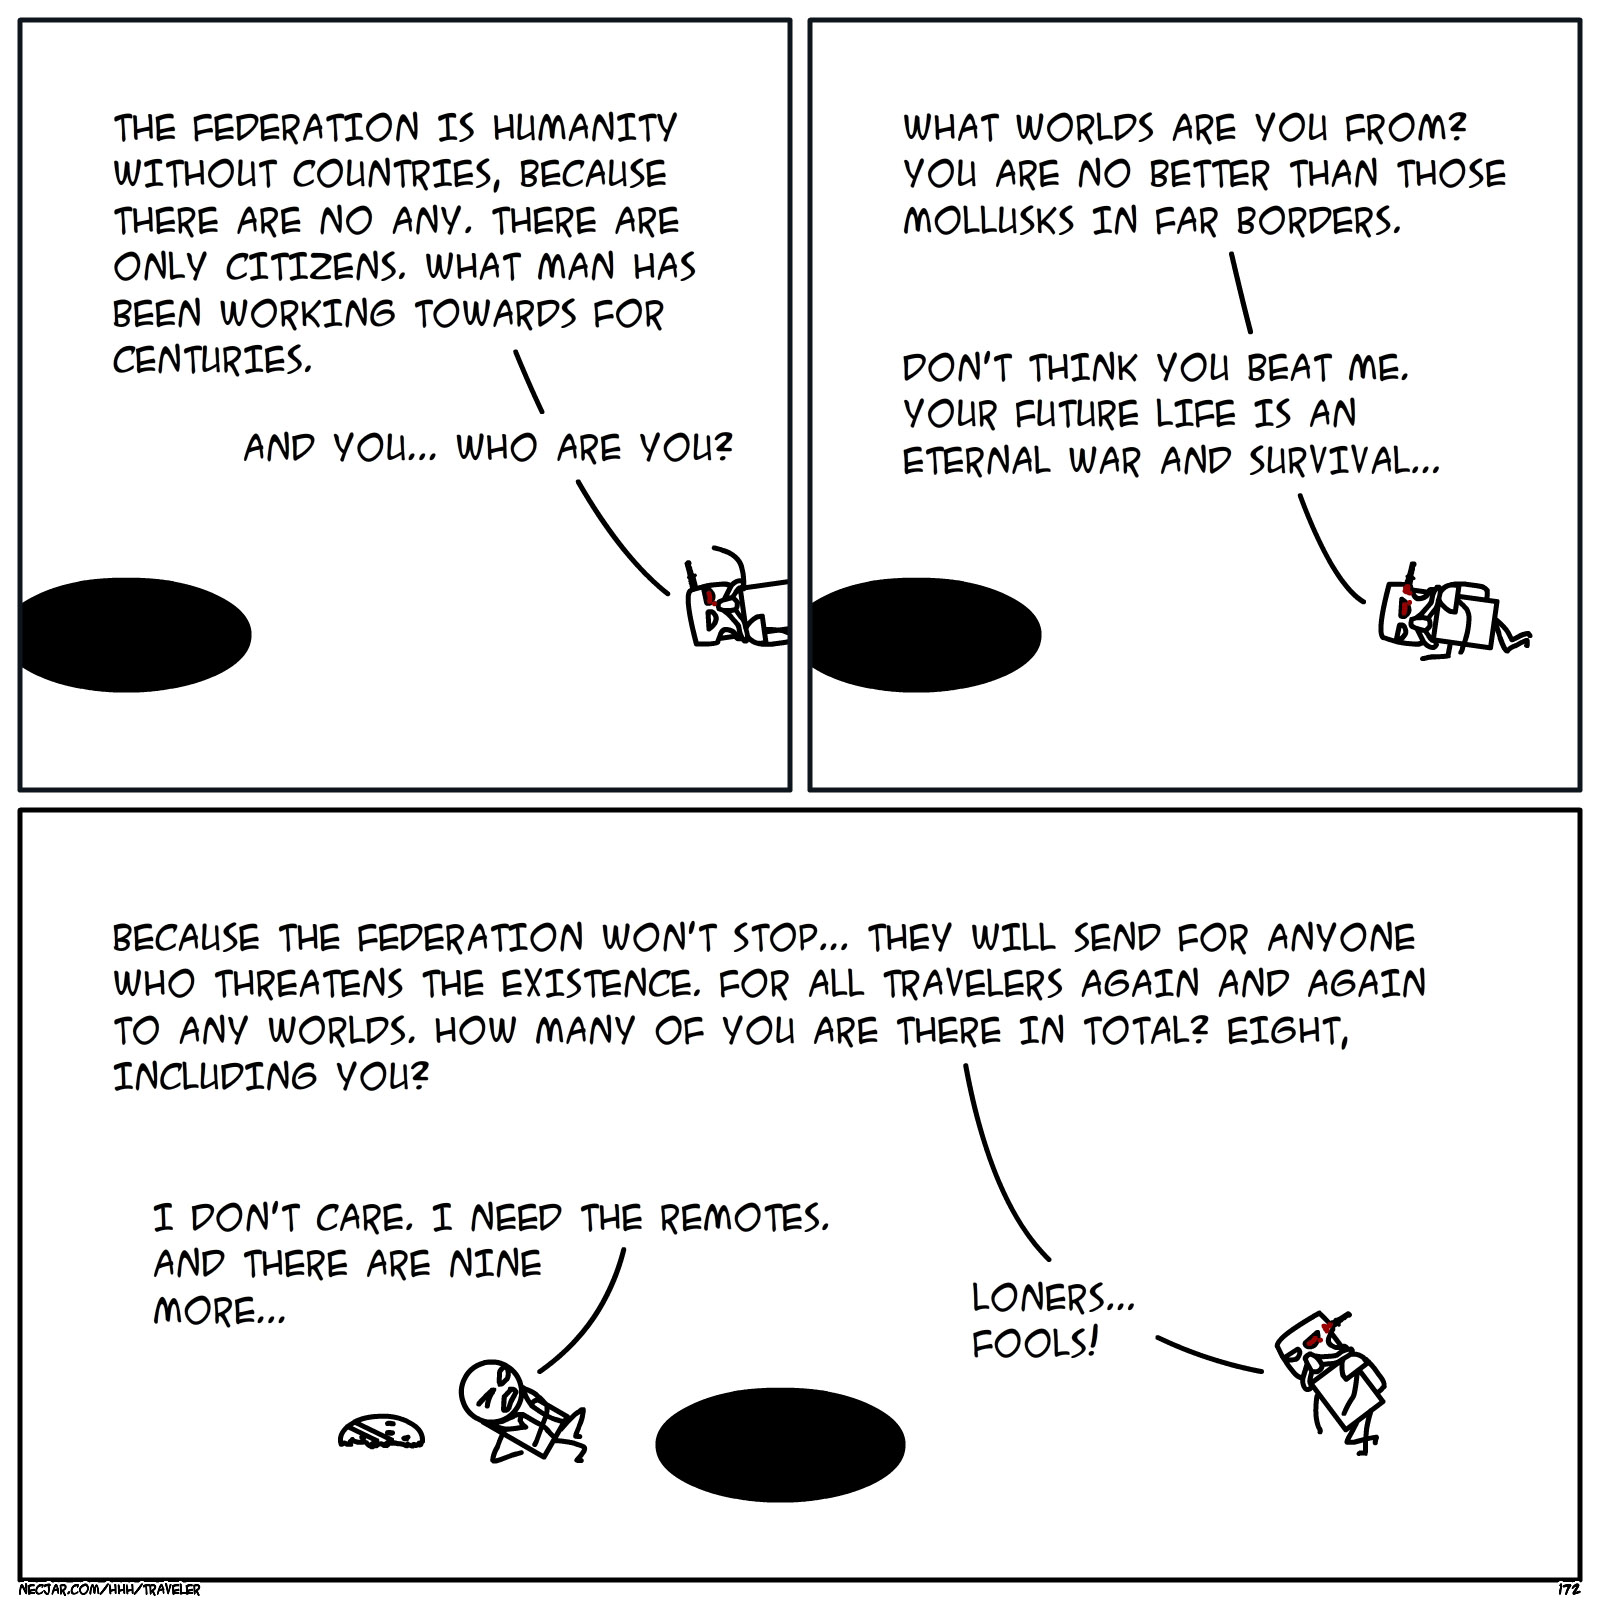 THE FEDERATION IS HUMANITY
WITHOUT COUNTRIES, BECAUSE
THERE ARE NO ANY. THERE ARE
ONLY CITIZENS. WHAT MAN HAS
BEEN WORKING TOWARDS FOR
CENTURIES.
AND YOU... WHO ARE YOU?
WHAT WORLDS ARE YOU FROM?
YOU ARE NO BETTER THAN THOSE
MOLLUSKS IN FAR BORDERS.
DON'T THINK YOU BEAT ME.
YOUR FUTURE LIFE IS AN
ETERNAL WAR AND SURVIVAL...
BECAUSE THE FEDERATION WON'T STOP... THEY WILL SEND FOR ANYONE
WHO THREATENS THE EXISTENCE. FOR ALL TRAVELERS AGAIN AND AGAIN
TO ANY WORLDS. HOW MANY OF YOU ARE THERE IN TOTAL? EIGHT,
INCLUDING YOU?
I DON'T CARE. I NEED THE REMOTES.
AND THERE ARE NINE
MORE...
LONERS...
FOOLS!
NECJAR.COM/HHH/TRAVELER
172